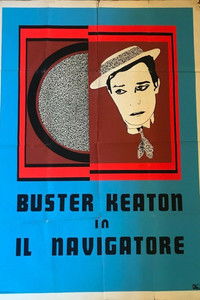 BUSTER KEATON
in
IL NAVIGATORE